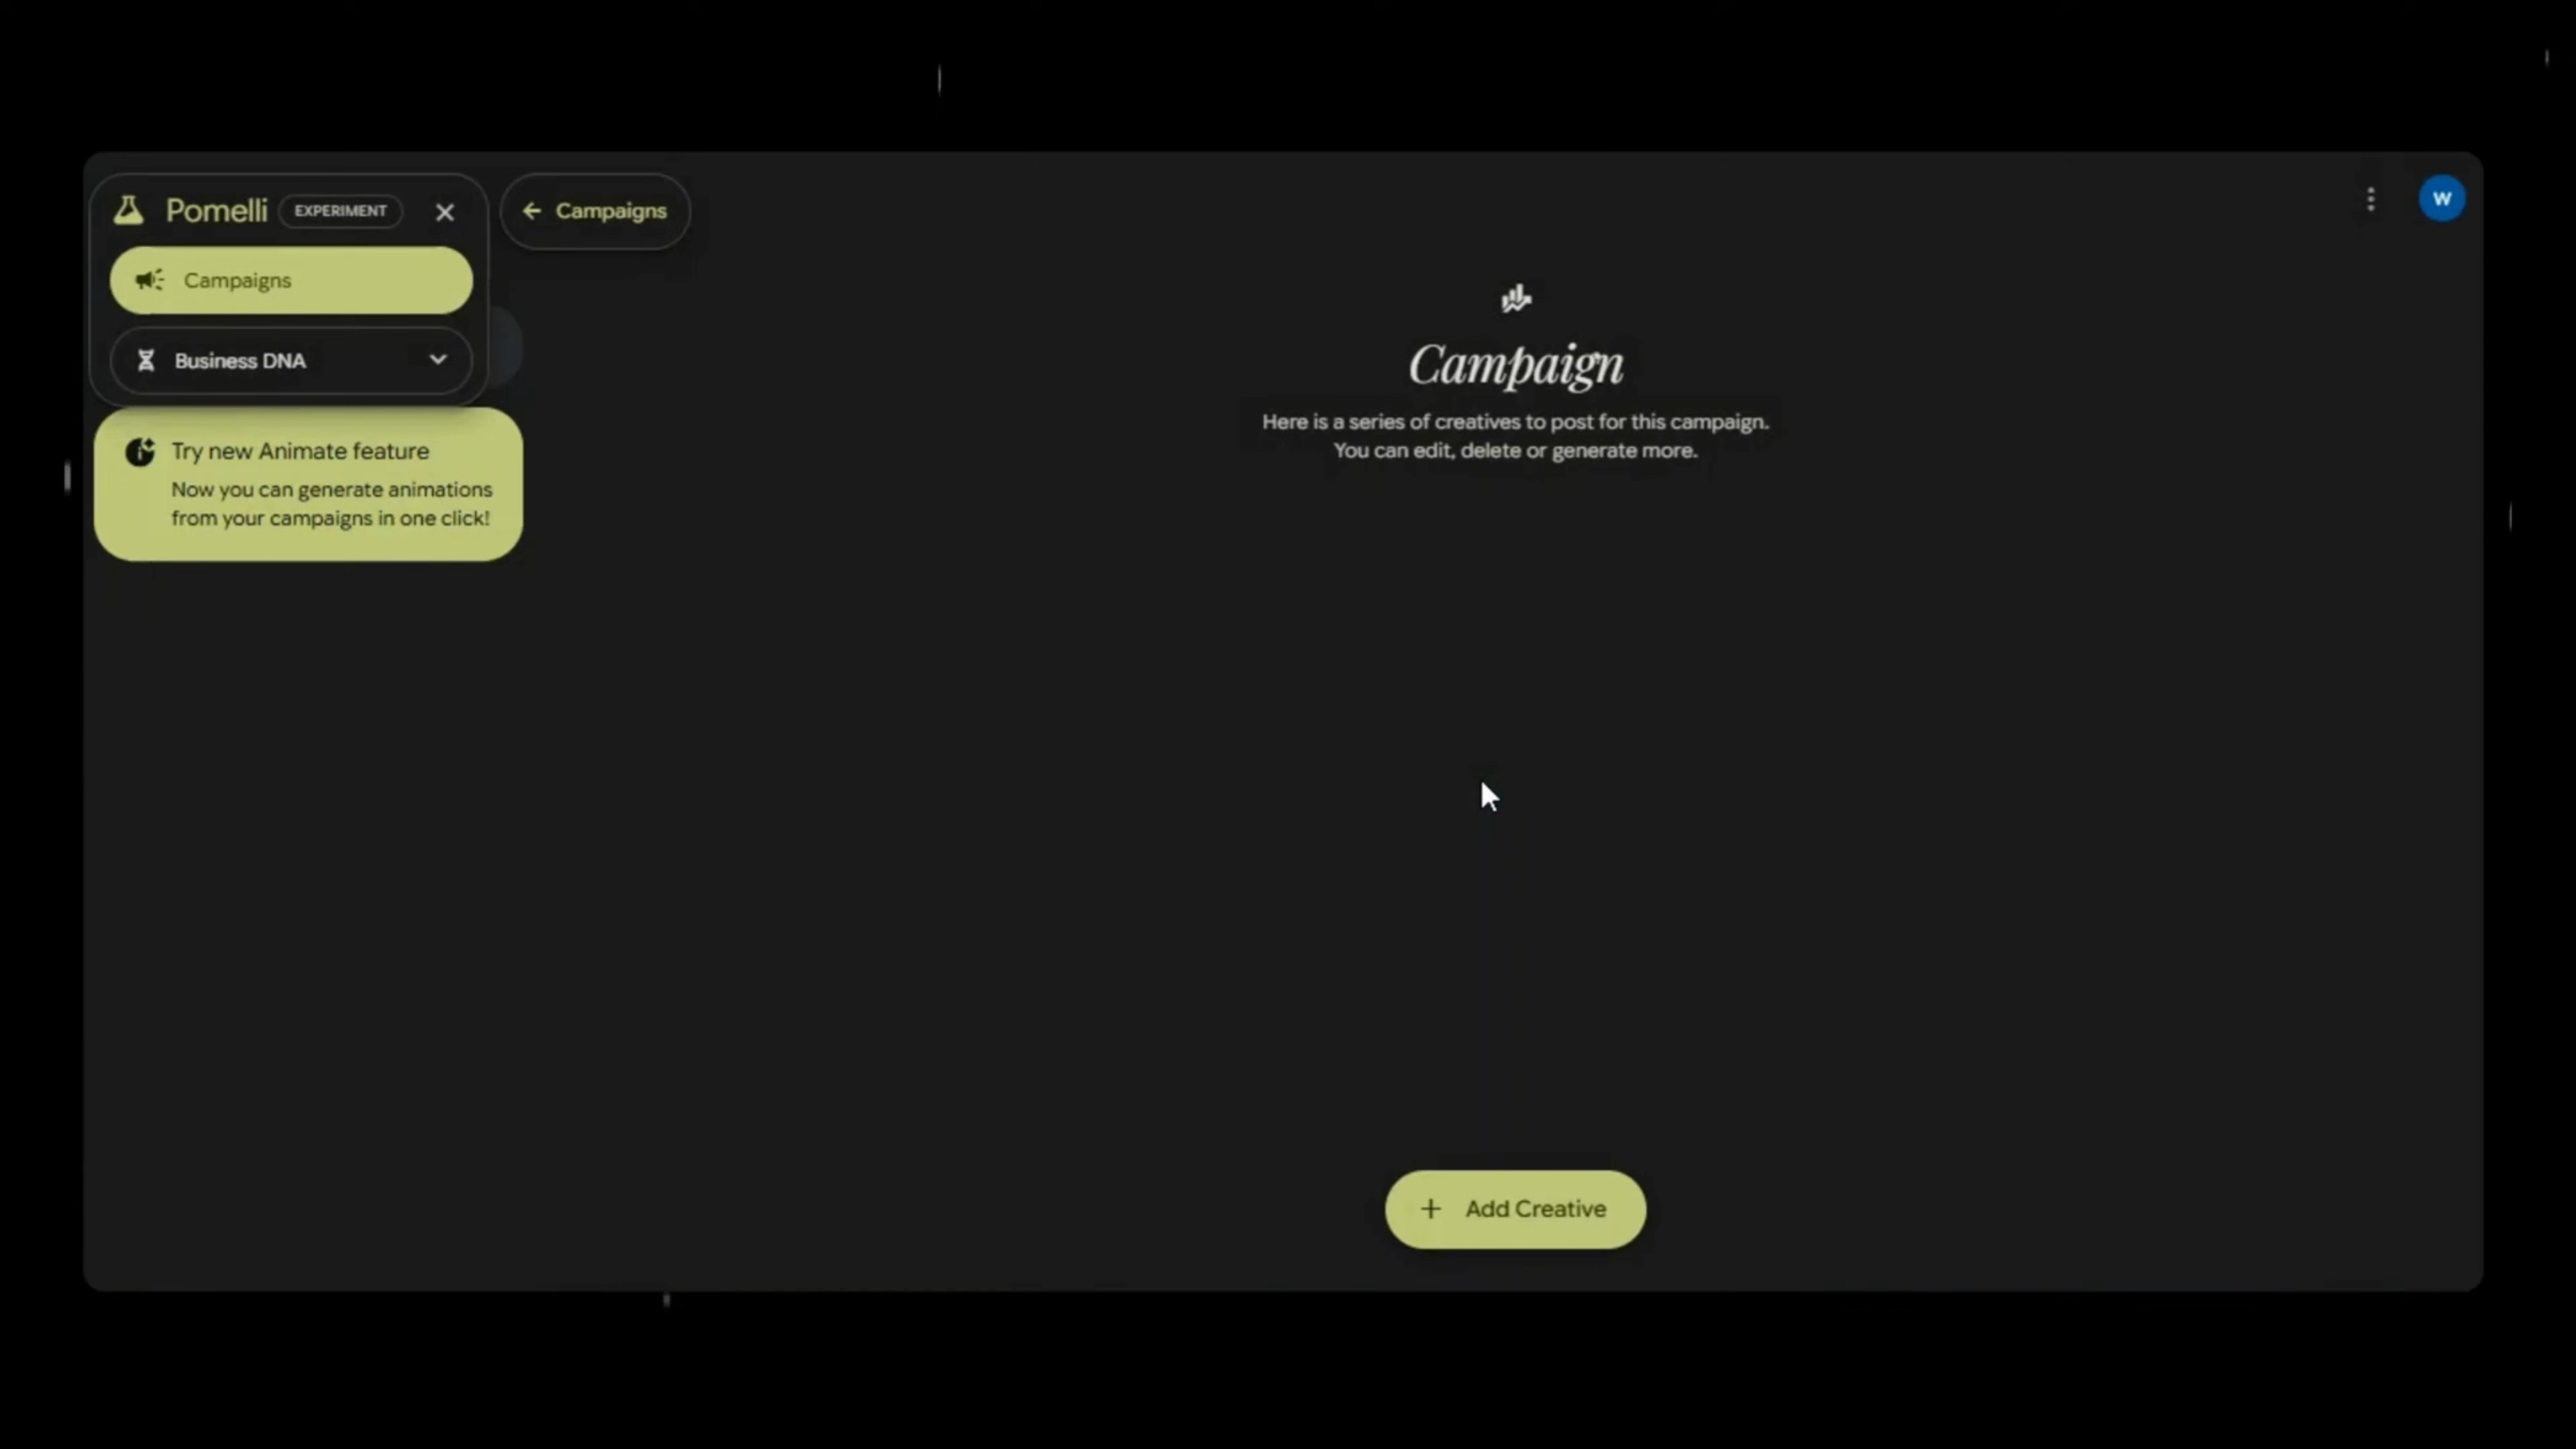 Pomelli
EXPERIMENT
Campaigns
Business DNA
Try new Animate feature
Now you can generate animations
from your campaigns in one click!
Campaigns
W
Campaign
Here is a series of creatives to post for this campaign.
You can edit, delete or generate more.
+ Add Creative